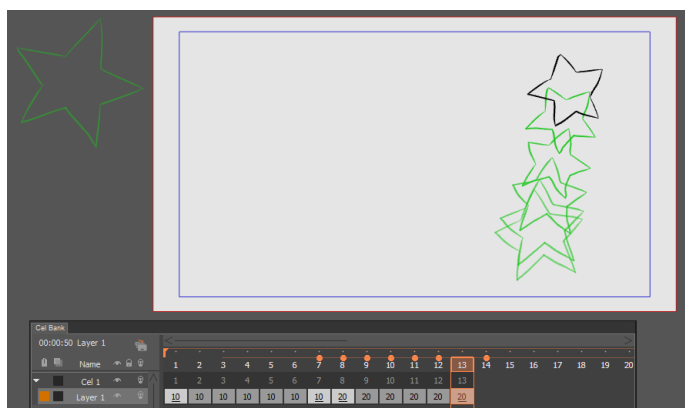 Cel Bank
00:00:50 Layer 1
Name 1 2 3 4 5 6 7 8 9 10 11 12 13 14 15 16 17 18 19 20
Cel 1 1 2 3 4 5 6 7 8 9 10 11 12 13
Layer 1 10 10 10 10 10 10 10 20 20 20 20 20 20